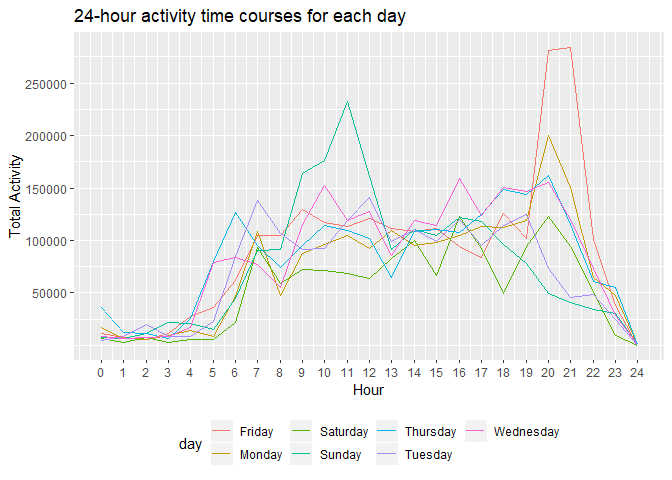 24-hour activity time courses for each day
Total Activity
250000
200000
150000
100000
50000
0 1 2 3 4 5 6 7 8 9 10 11 12 13 14 15 16 17 18 19 20 21 22 23 24
Hour
day
Friday Saturday Thursday Wednesday
Monday Sunday Tuesday